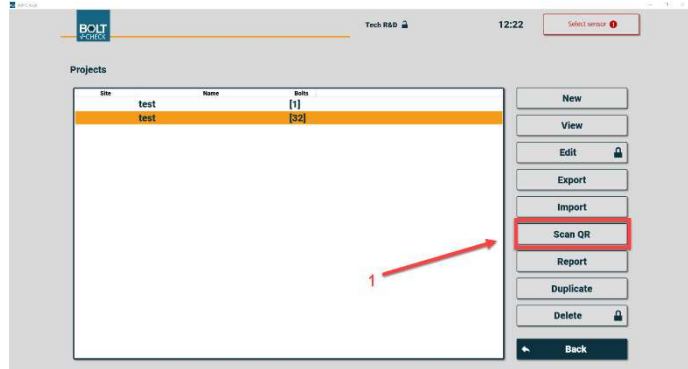 BOLT
CHECK
Tech R&D
12:22
Select sensor
Projects
Site Name Bolts
test [1]
test [32]
New
View
Edit
Export
Import
Scan QR
Report
Duplicate
Delete
Back
1